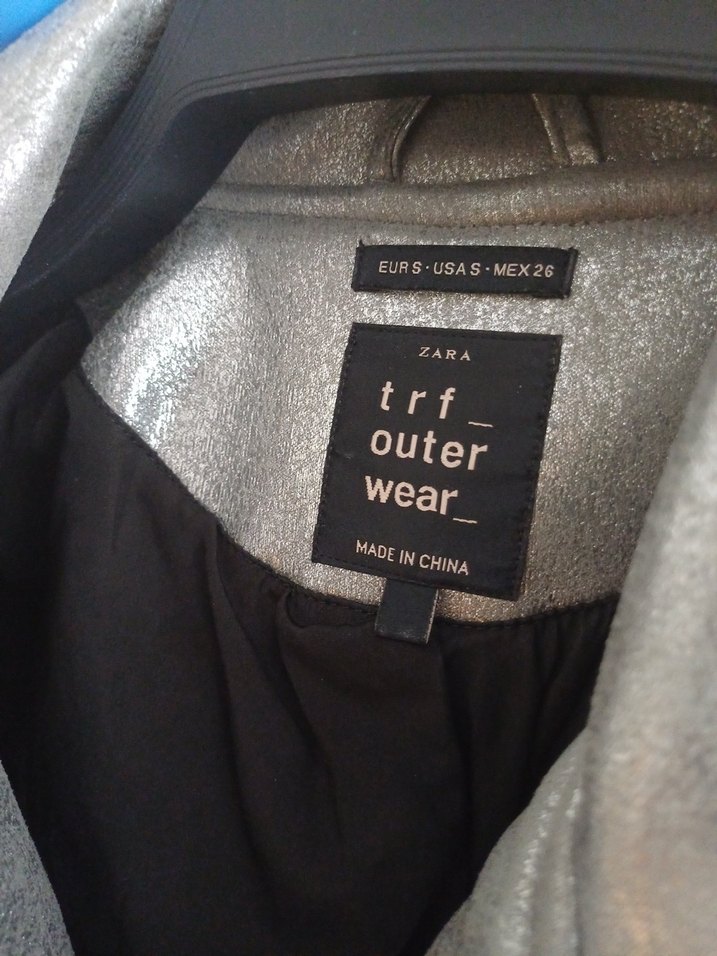 EUR S · USA S · MEX 26
ZARA
trf_
outer
wear_
MADE IN CHINA